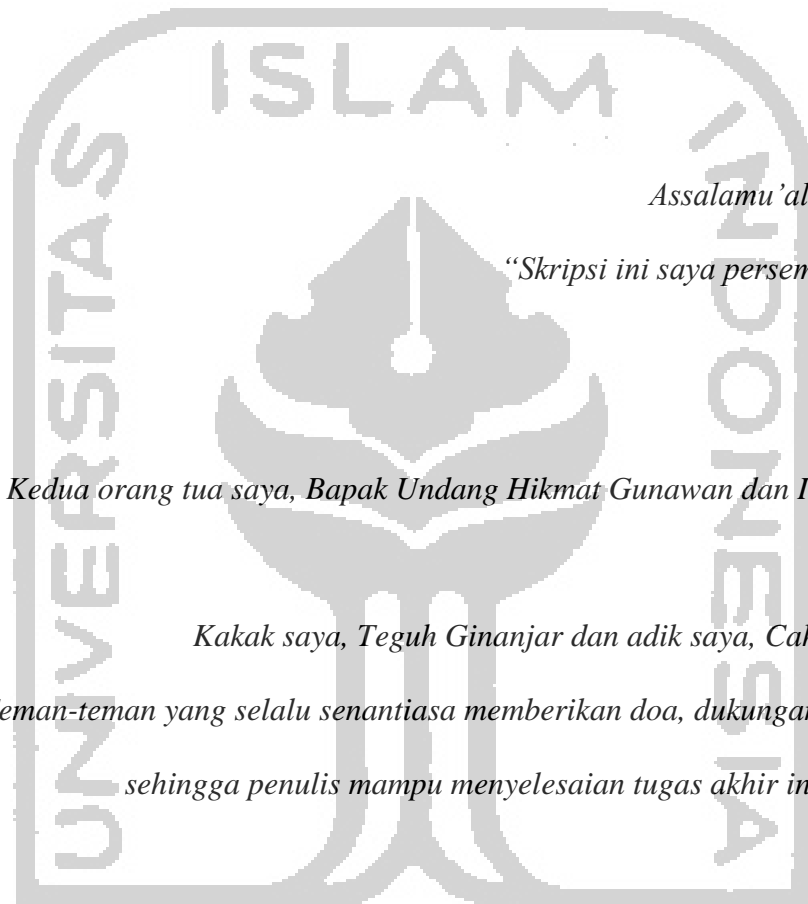 ISLAM
UNIVERSITAS
INDONESIA
Assalamu’al
“Skripsi ini saya persem
Kedua orang tua saya, Bapak Undang Hikmat Gunawan dan I
Kakak saya, Teguh Ginanjar dan adik saya, Cah
eman-teman yang selalu senantiasa memberikan doa, dukungan
sehingga penulis mampu menyelesaian tugas akhir in